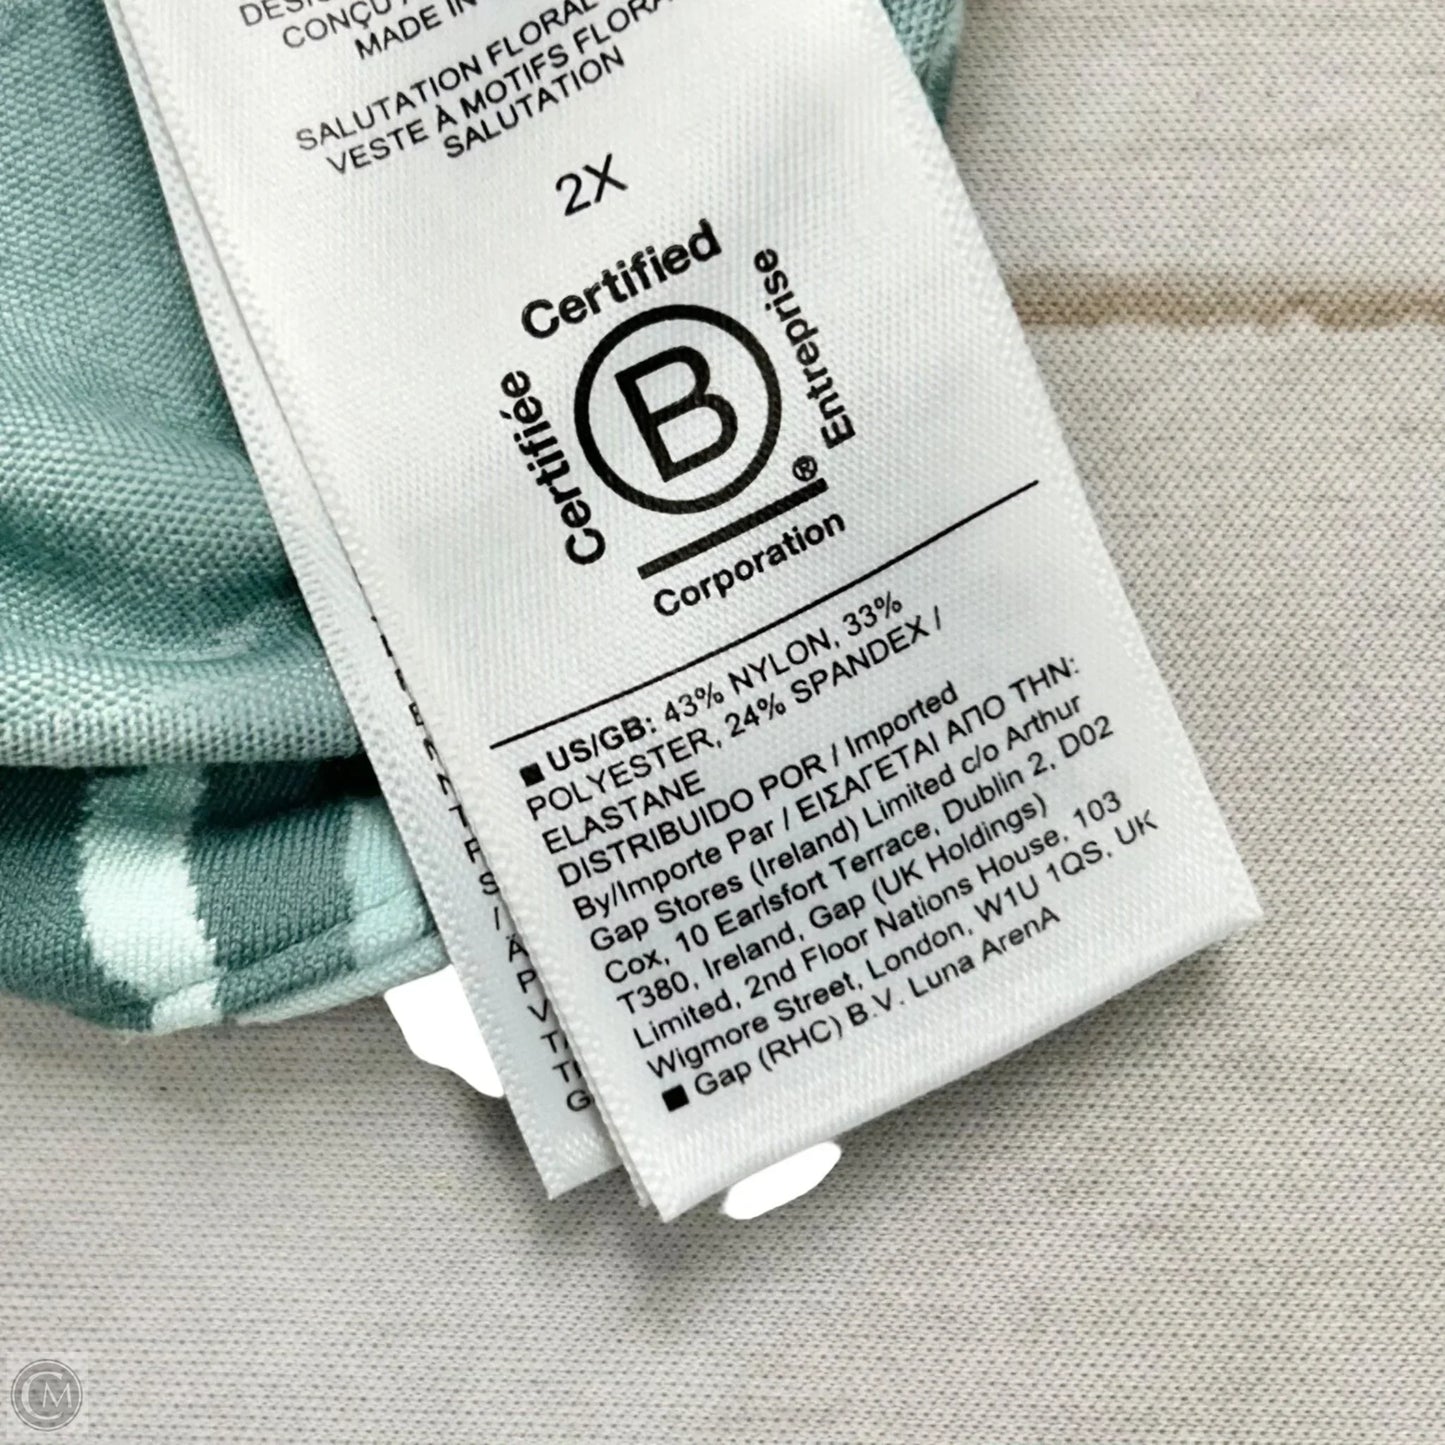 CONÇU
MADE IN
SALUTATION FLORAL
VESTE À MOTIFS FLORA
SALUTATION
2X
Certified
Certifiée
Entreprise
B
®
Corporation
■ US/GB: 43% NYLON, 33%
POLYESTER, 24% SPANDEX /
ELASTANE
DISTRIBUIDO POR / Imported
By/Importe Par / ΕΙΣΑΓΕΤΑΙ ΑΠΟ ΤΗΝ:
Gap Stores (Ireland) Limited c/o Arthur
Cox, 10 Earlsfort Terrace, Dublin 2, D02
T380, Ireland, Gap (UK Holdings)
Limited, 2nd Floor Nations House, 103
Wigmore Street, London, W1U 1QS, UK
■ Gap (RHC) B.V. Luna ArenA
CM